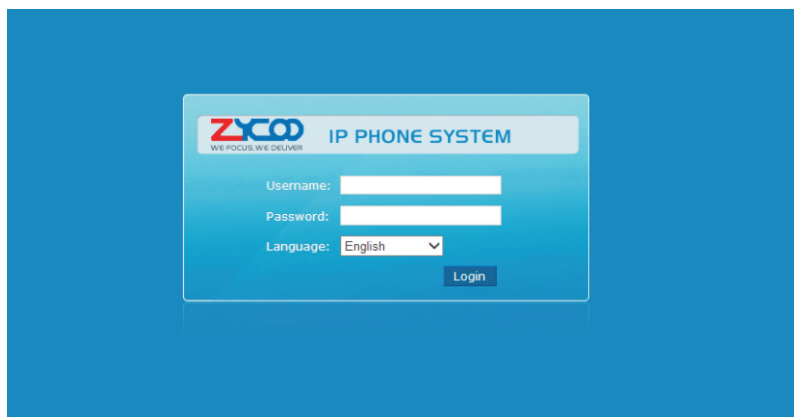 ZYCOO
WE FOCUS.WE DELIVER
IP PHONE SYSTEM
Username:
Password:
Language: English
Login